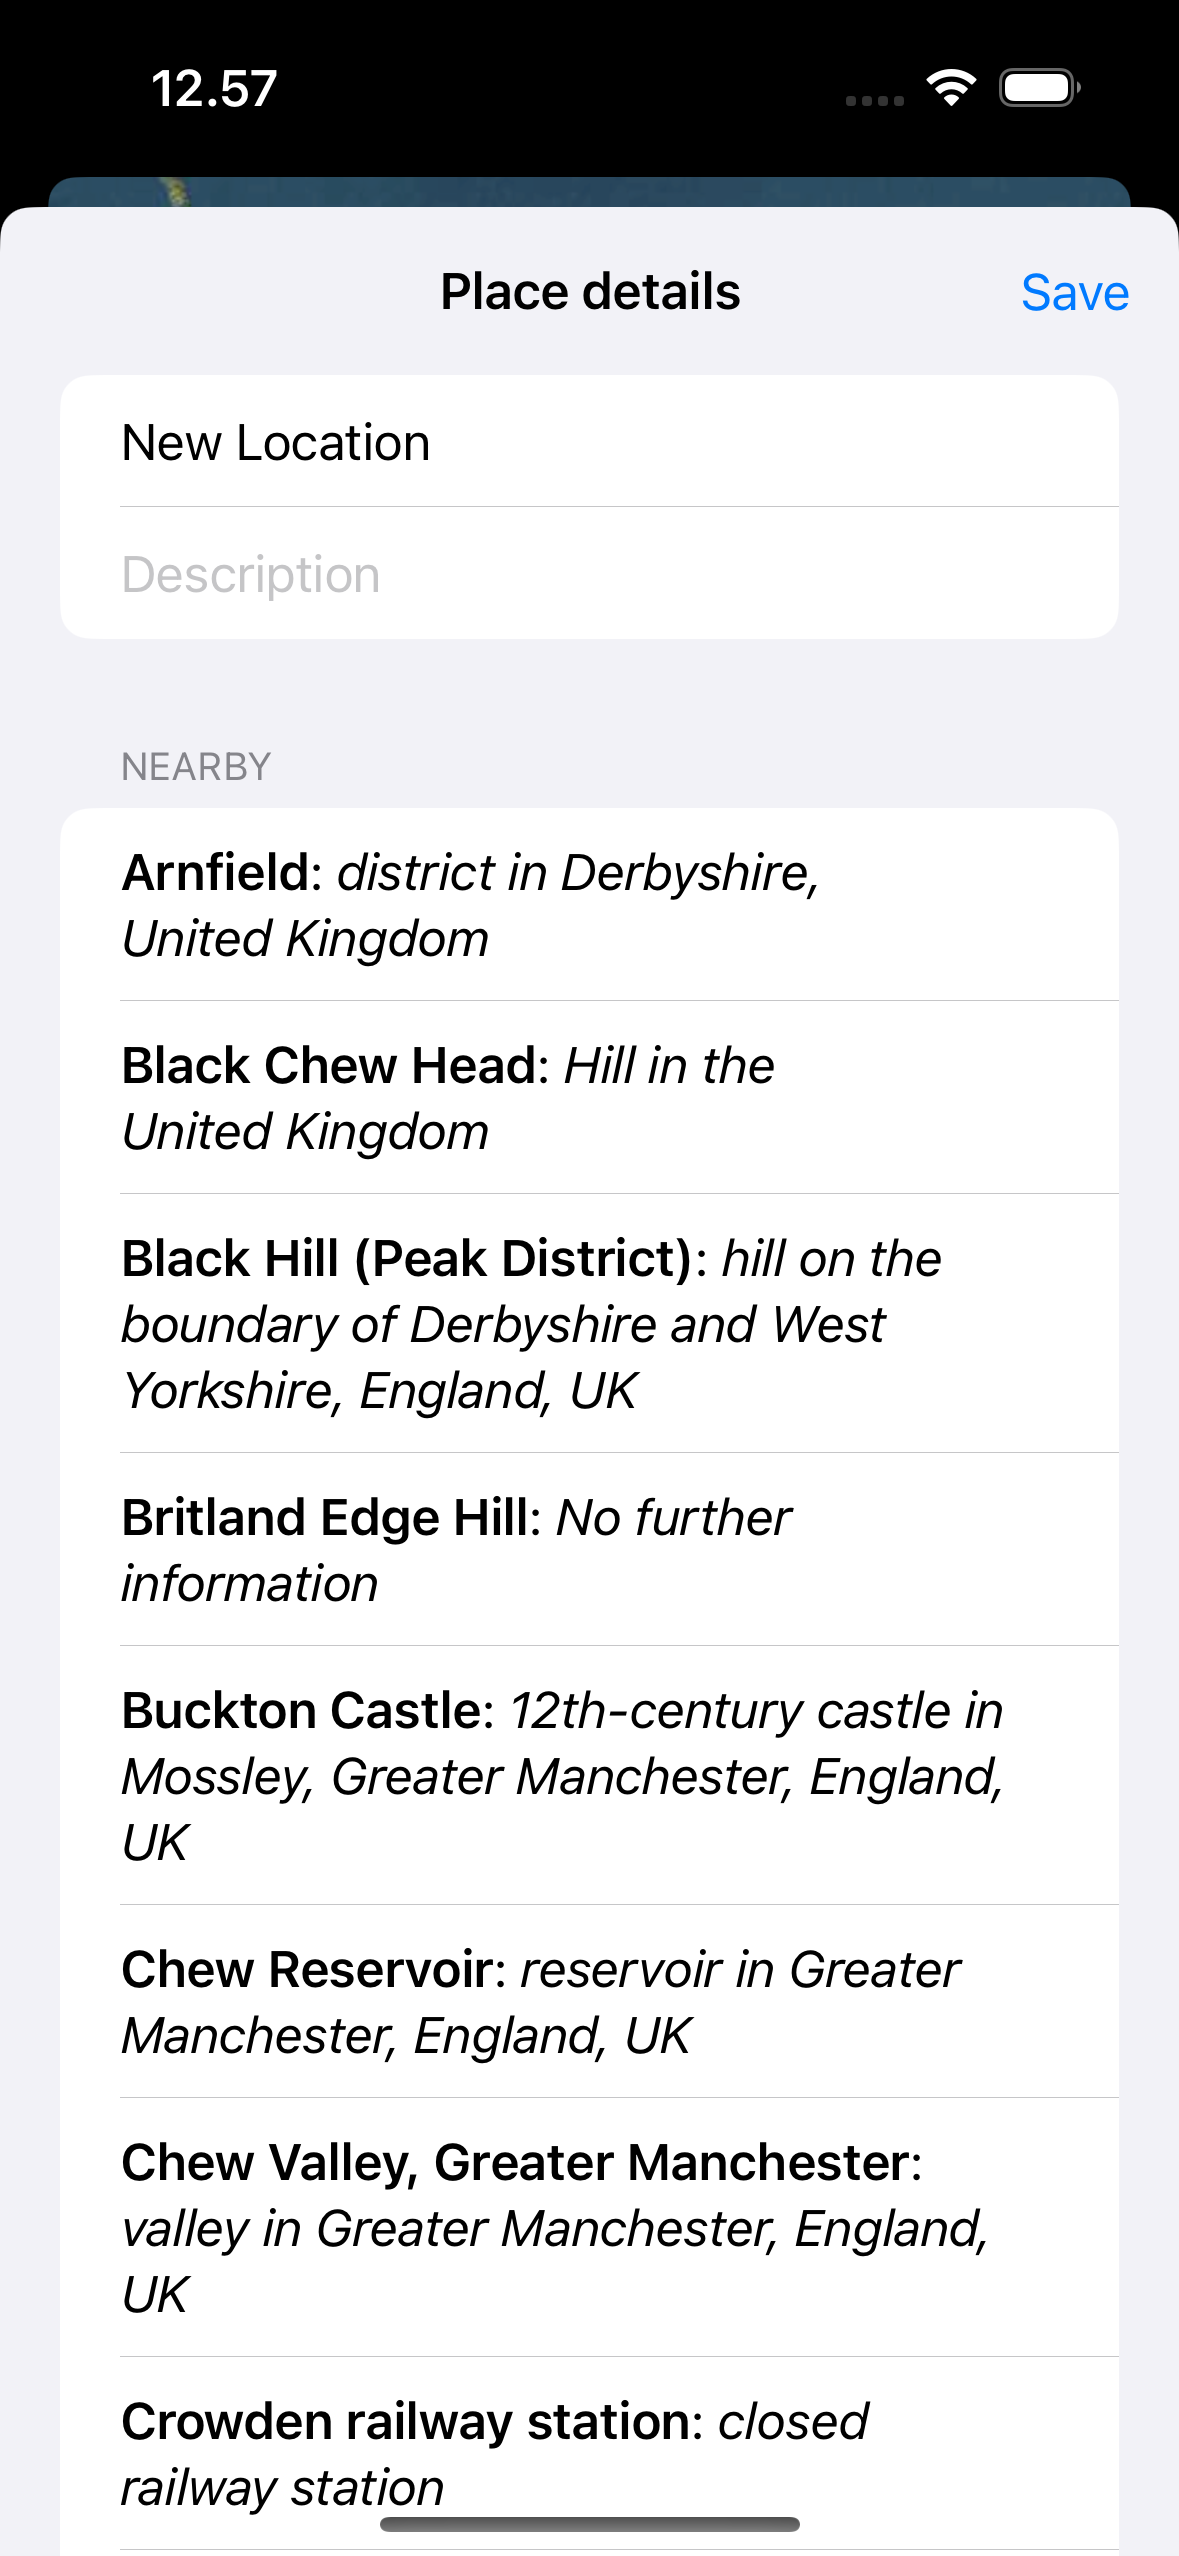 12.57
Place details
Save
New Location
Description
NEARBY
Arnfield: district in Derbyshire,
United Kingdom
Black Chew Head: Hill in the
United Kingdom
Black Hill (Peak District): hill on the
boundary of Derbyshire and West
Yorkshire, England, UK
Britland Edge Hill: No further
information
Buckton Castle: 12th-century castle in
Mossley, Greater Manchester, England,
UK
Chew Reservoir: reservoir in Greater
Manchester, England, UK
Chew Valley, Greater Manchester:
valley in Greater Manchester, England,
UK
Crowden railway station: closed
railway station